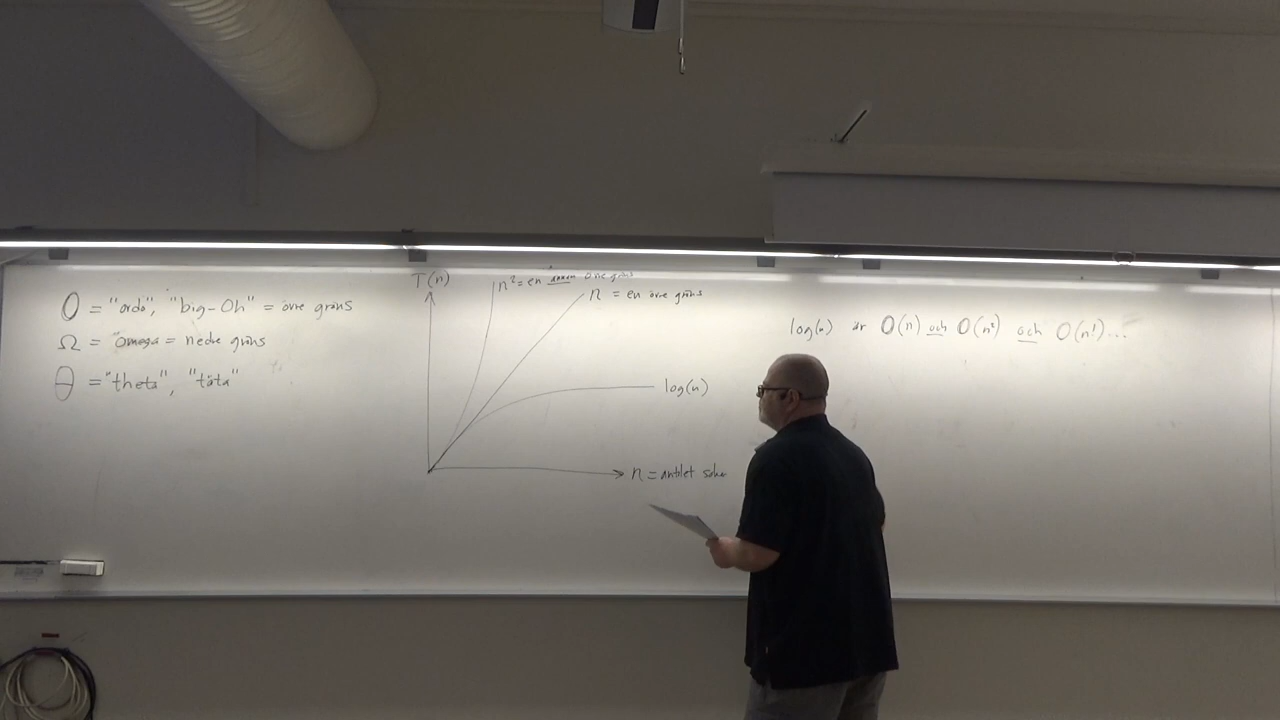 O = "ordo", "big-Oh" = övre gräns
Ω = "omega = nedre gräns
Θ = "theta", "täta"
T(n)
n² = en annan övre gräns
n = en övre gräns
log(n)
n = antalet
log(n) är O(n) och O(n²) och O(n!)...